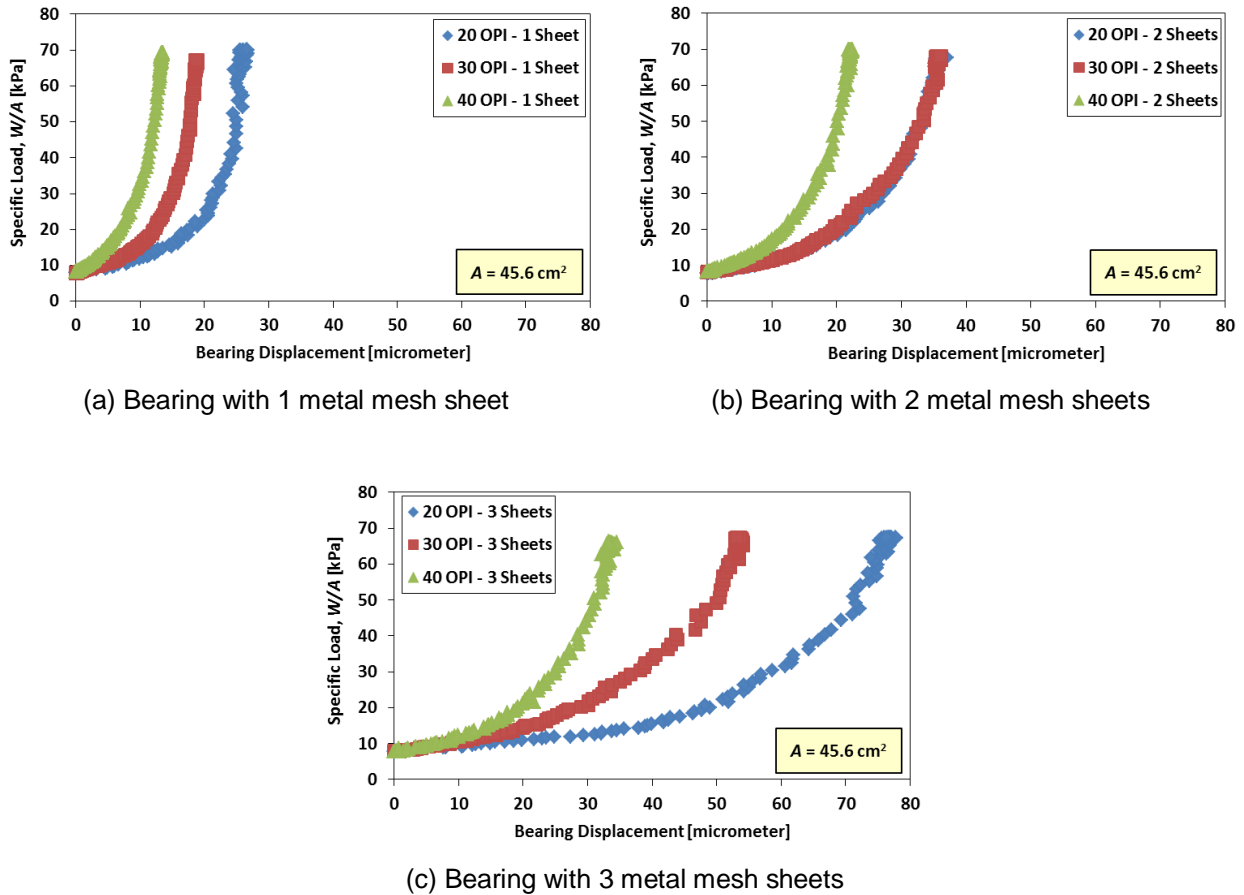 80
70
60
50
40
30
20
10
0
Specific Load, W/A [kPa]
20 OPI - 1 Sheet
30 OPI - 1 Sheet
40 OPI - 1 Sheet
A = 45.6 cm²
0 10 20 30 40 50 60 70 80
Bearing Displacement [micrometer]
(a) Bearing with 1 metal mesh sheet
80
70
60
50
40
30
20
10
0
Specific Load, W/A [kPa]
20 OPI - 2 Sheets
30 OPI - 2 Sheets
40 OPI - 2 Sheets
A = 45.6 cm²
0 10 20 30 40 50 60 70 80
Bearing Displacement [micrometer]
(b) Bearing with 2 metal mesh sheets
80
70
60
50
40
30
20
10
0
Specific Load, W/A [kPa]
20 OPI - 3 Sheets
30 OPI - 3 Sheets
40 OPI - 3 Sheets
A = 45.6 cm²
0 10 20 30 40 50 60 70 80
Bearing Displacement [micrometer]
(c) Bearing with 3 metal mesh sheets